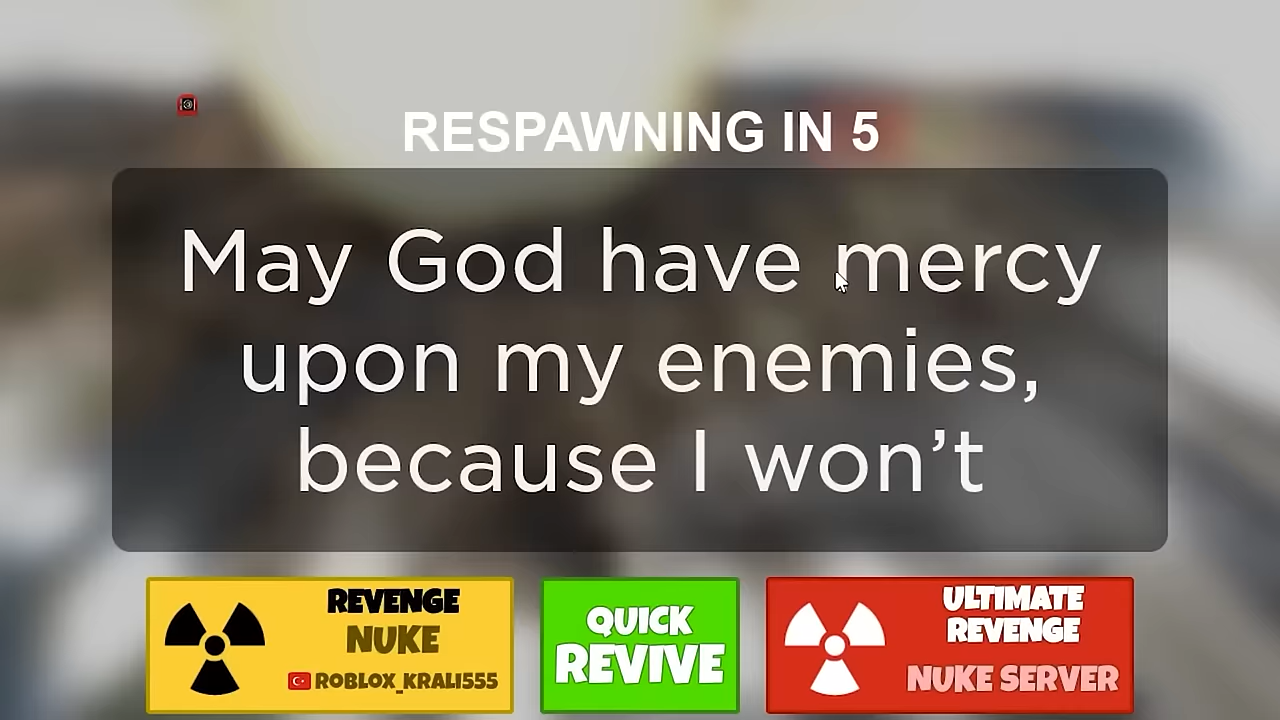 RESPAWNING IN 5
May God have mercy
upon my enemies,
because I won’t
REVENGE
NUKE
ROBLOX_KRALI555
QUICK
REVIVE
ULTIMATE
REVENGE
NUKE SERVER